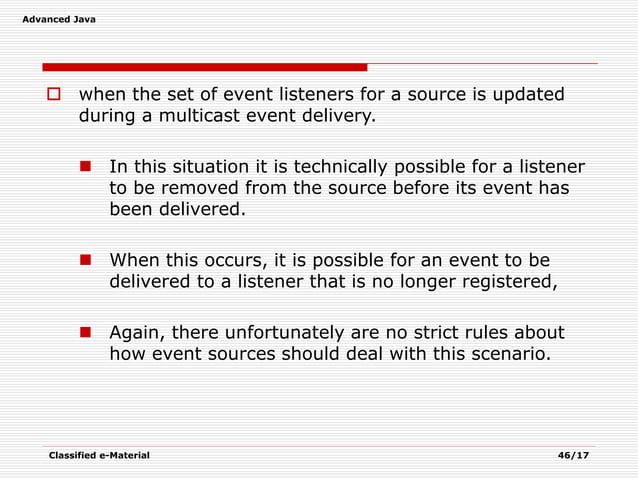 Advanced Java
when the set of event listeners for a source is updated
during a multicast event delivery.
In this situation it is technically possible for a listener
to be removed from the source before its event has
been delivered.
When this occurs, it is possible for an event to be
delivered to a listener that is no longer registered,
Again, there unfortunately are no strict rules about
how event sources should deal with this scenario.
Classified e-Material 46/17